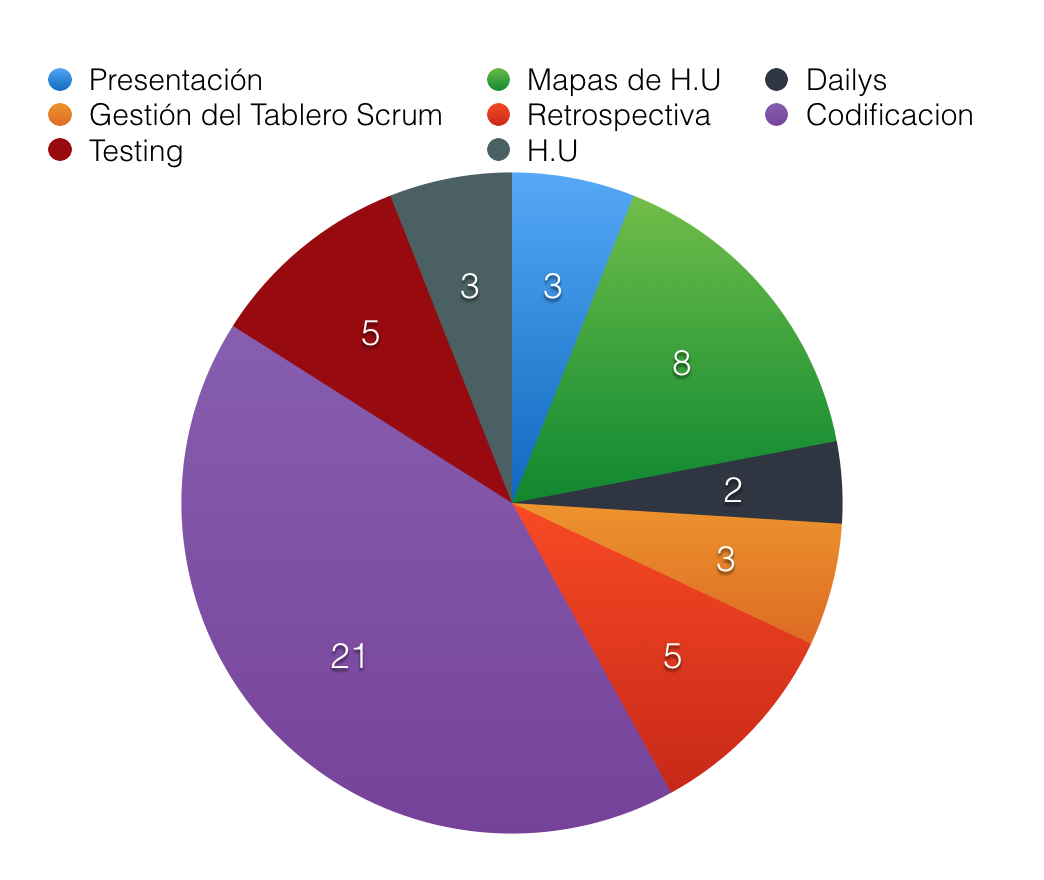 Presentación Mapas de H.U Dailys
Gestión del Tablero Scrum Retrospectiva Codificacion
Testing H.U
3 3
5
8
2
3
21 5